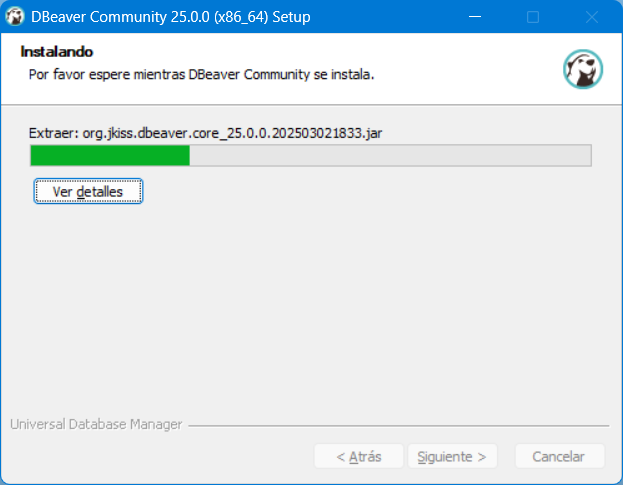 DBeaver Community 25.0.0 (x86_64) Setup
Instalando
Por favor espere mientras DBeaver Community se instala.
Extraer: org.jkiss.dbeaver.core_25.0.0.202503021833.jar
Ver detalles
Universal Database Manager
< Atrás
Siguiente >
Cancelar